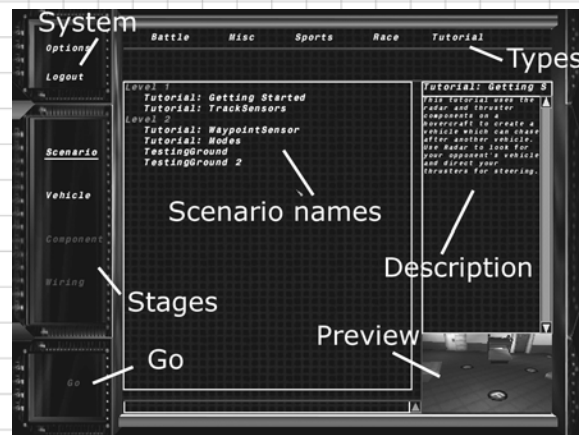 System
Options
Logout
Battle Misc Sports Race Tutorial
Types
Level 1
Tutorial: Getting Started
Tutorial: TrackSensors
Level 2
Tutorial: WaypointSensor
Tutorial: Modes
TestingGround
TestingGround 2
Scenario names
Tutorial: Getting S
This tutorial uses the
radar and thruster
components on a
hovercraft to create a
vehicle which can chase
after another vehicle.
Use Radar to look for
your opponent's vehicle
and direct your
thrusters for steering.
Description
Scenario
Vehicle
Component
Wiring
Stages
Preview
Go
Go